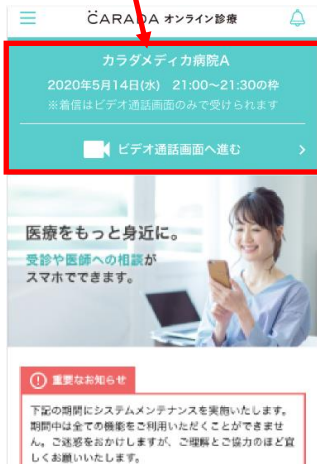 CARADA オンライン診療
カラダメディカ病院A
2020年5月14日(水) 21:00〜21:30の枠
※着信はビデオ通話画面のみで受けられます
ビデオ通話画面へ進む
医療をもっと身近に。
受診や医師への相談が
スマホでできます。
重要なお知らせ
下記の期間にシステムメンテナンスを実施いたします。
期間中は全ての機能をご利用いただくことができませ
ん。ご迷惑をおかけしますが、ご理解とご協力のほど宜
しくお願いいたします。